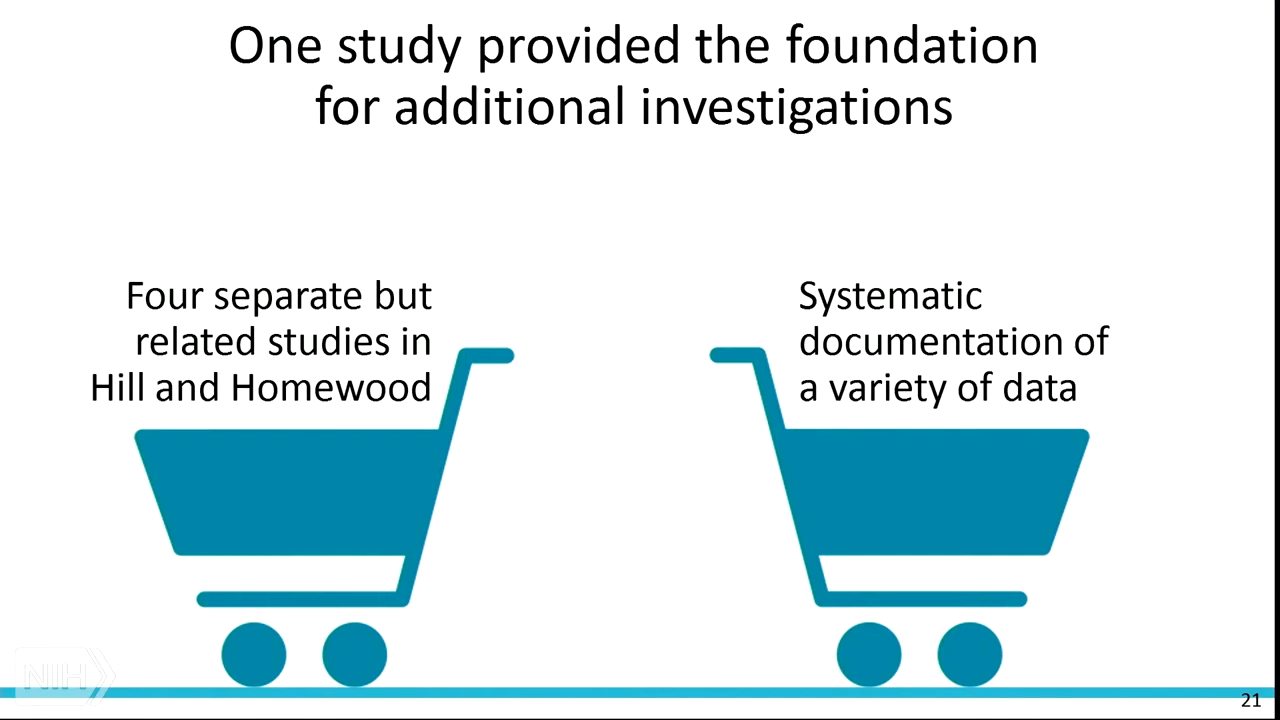 One study provided the foundation
for additional investigations
Four separate but
related studies in
Hill and Homewood
Systematic
documentation of
a variety of data
NIH
21